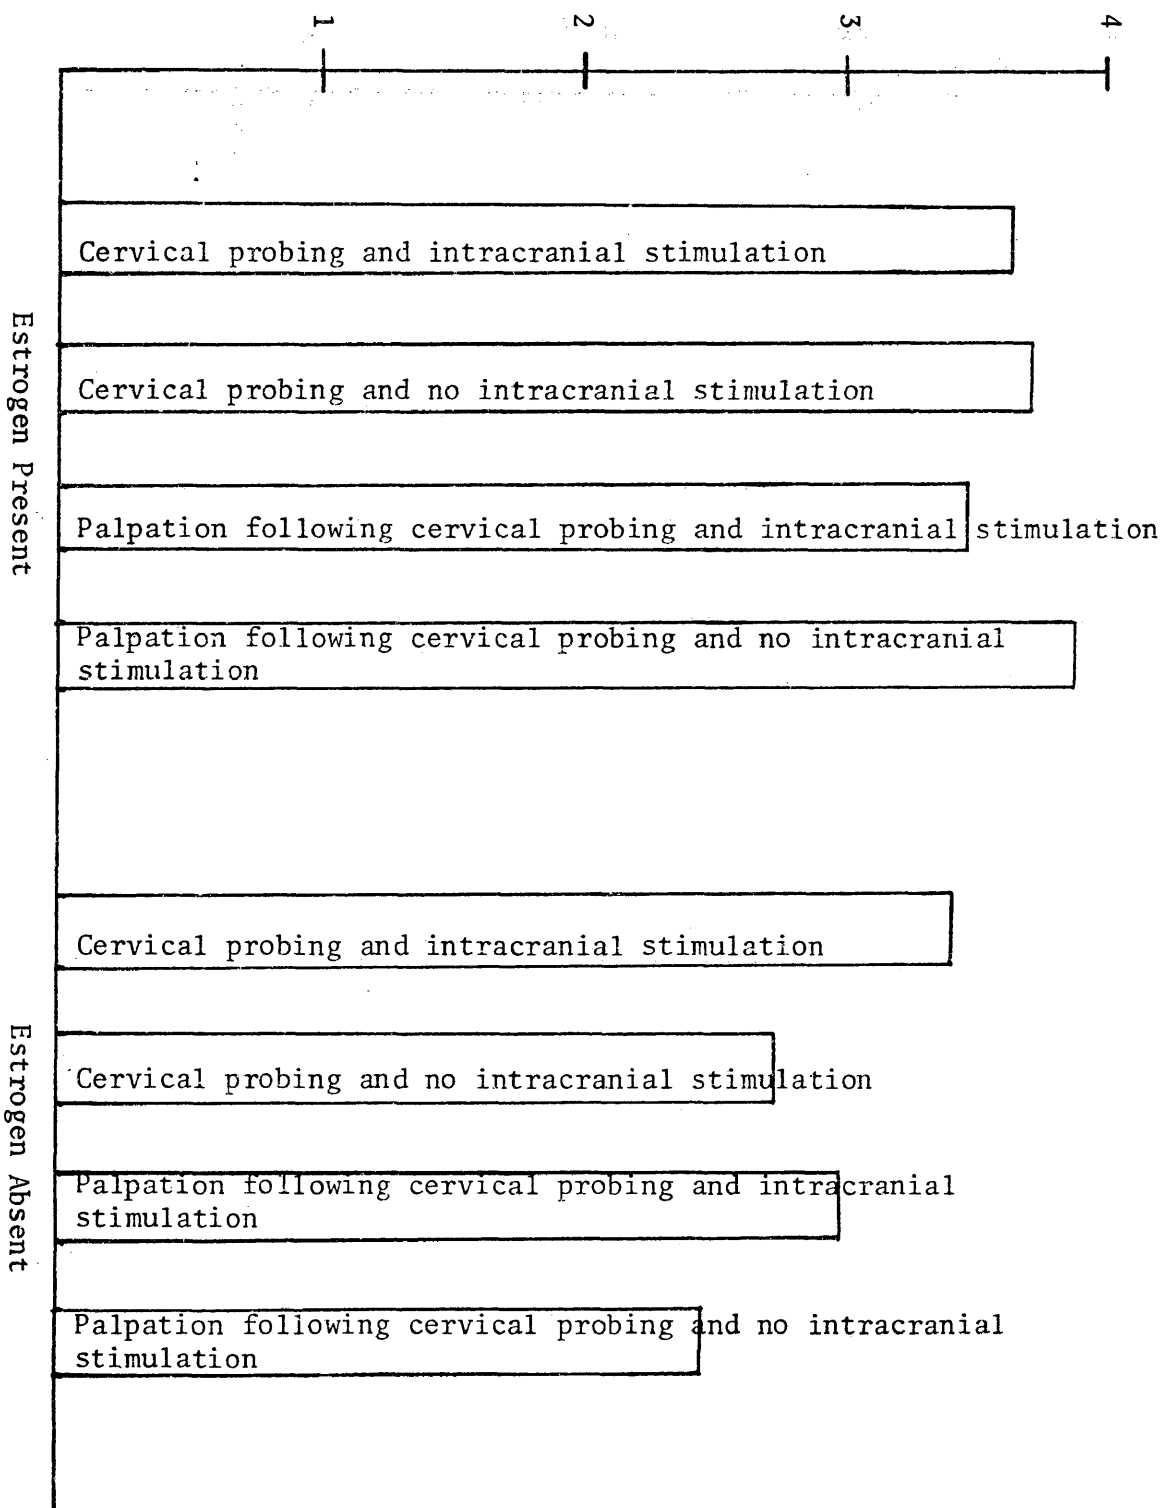 1
2
3
4
Estrogen Present
Cervical probing and intracranial stimulation
Cervical probing and no intracranial stimulation
Palpation following cervical probing and intracranial stimulation
Palpation following cervical probing and no intracranial
stimulation
Estrogen Absent
Cervical probing and intracranial stimulation
Cervical probing and no intracranial stimulation
Palpation following cervical probing and intracranial
stimulation
Palpation following cervical probing and no intracranial
stimulation